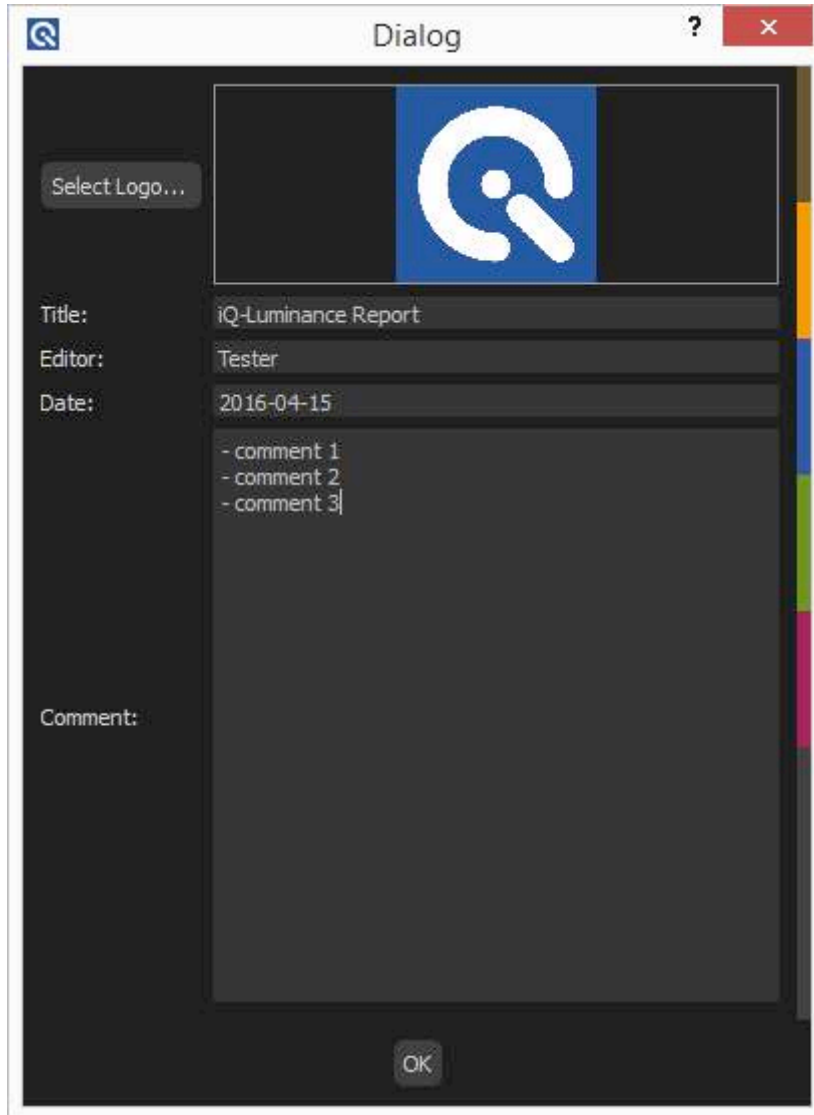 Dialog
?
Select Logo...
Title: iQ-Luminance Report
Editor: Tester
Date: 2016-04-15
- comment 1
- comment 2
- comment 3
Comment:
OK